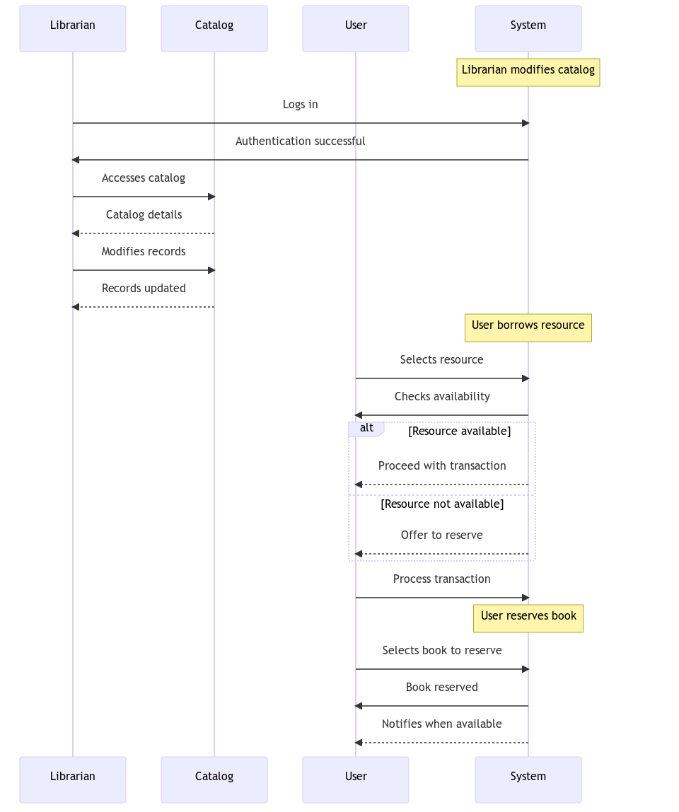 Librarian
Catalog
User
System
Librarian modifies catalog
Logs in
Authentication successful
Accesses catalog
Catalog details
Modifies records
Records updated
User borrows resource
Selects resource
Checks availability
alt
[Resource available]
Proceed with transaction
[Resource not available]
Offer to reserve
Process transaction
User reserves book
Selects book to reserve
Book reserved
Notifies when available
Librarian
Catalog
User
System